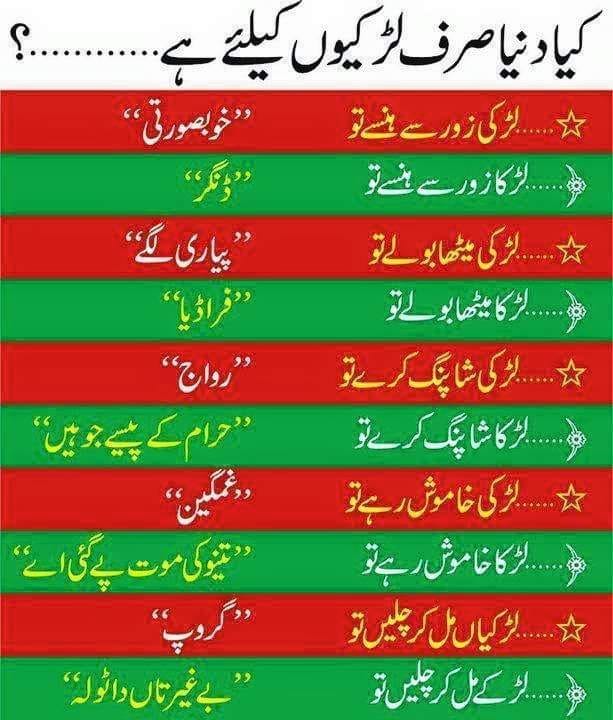 کیا دنیا صرف لڑکیوں کیلئے ہے............؟
......لڑکی زور سے ہنسے تو ”خوبصورتی“
......لڑکا زور سے ہنسے تو ”ڈنگر“
......لڑکی میٹھا بولے تو ”پیاری لگے“
......لڑکا میٹھا بولے تو ”فراڈیا“
......لڑکی شاپنگ کرے تو ”رواج“
......لڑکا شاپنگ کرے تو ”حرام کے پیسے جو ہیں“
......لڑکی خاموش رہے تو ”غمگین“
......لڑکا خاموش رہے تو ”تینو کی موت پے گئی اے“
......لڑکیاں مل کر چلیں تو ”گروپ“
......لڑکے مل کر چلیں تو ”بے غیرتاں دا ٹولہ“